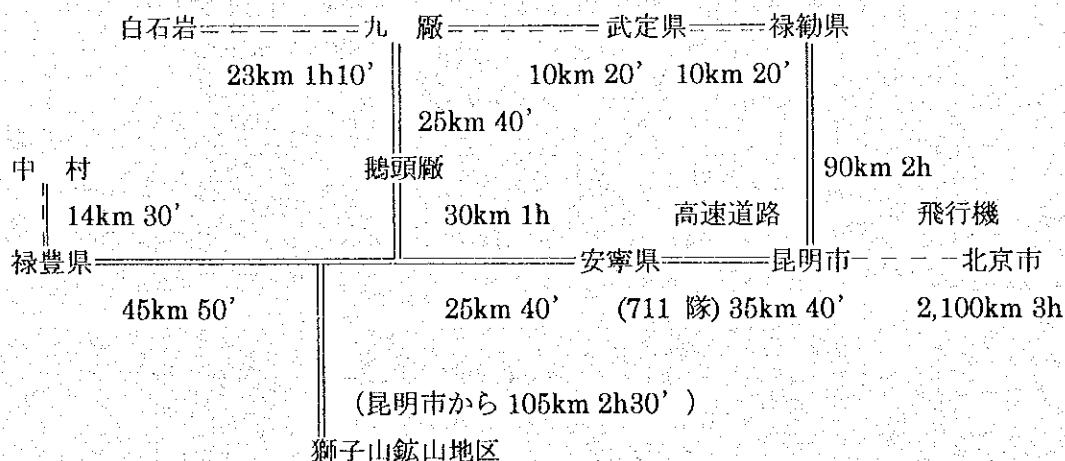 白石岩 九 厰 武定県 禄勧県
23km 1h10’ 10km 20’ 10km 20’
25km 40’
中 村 鵝頭厰 90km 2h
14km 30’ 30km 1h 高速道路 飛行機
禄豊県 安寧県 昆明市 北京市
45km 50’ 25km 40’ (711 隊) 35km 40’ 2,100km 3h
(昆明市から 105km 2h30’ )
獅子山鉱山地区